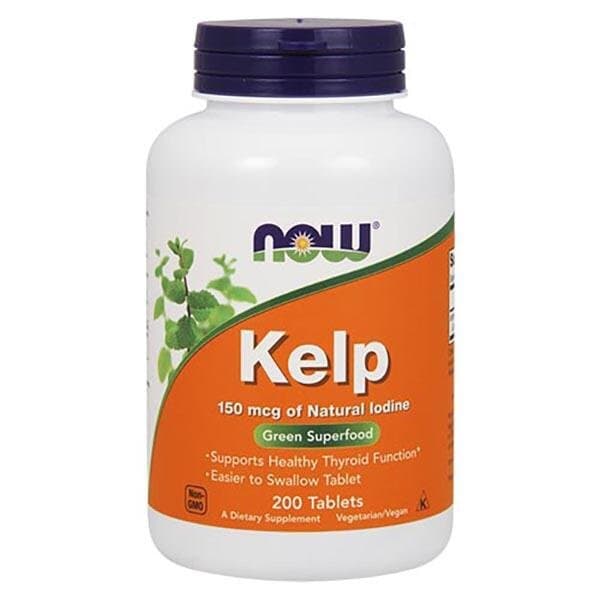 now®
Kelp
150 mcg of Natural Iodine
Green Superfood
•Supports Healthy Thyroid Function*
•Easier to Swallow Tablet
Non-
GMO
200 Tablets
A Dietary Supplement Vegetarian/Vegan
K